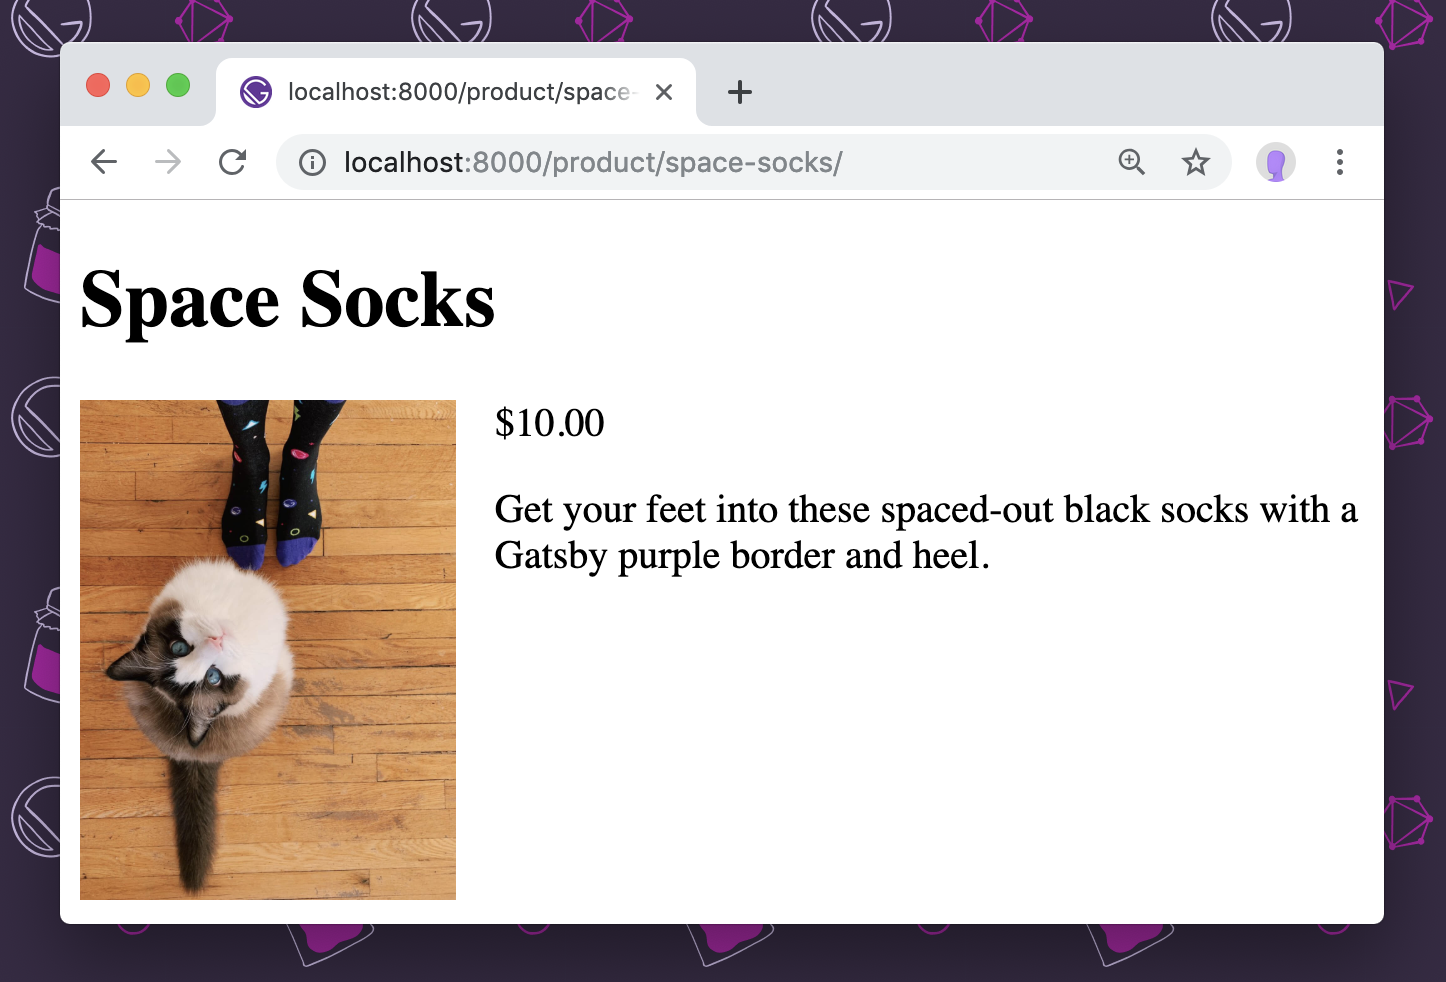 localhost:8000/product/space-
localhost:8000/product/space-socks/
Space Socks
$10.00
Get your feet into these spaced-out black socks with a
Gatsby purple border and heel.